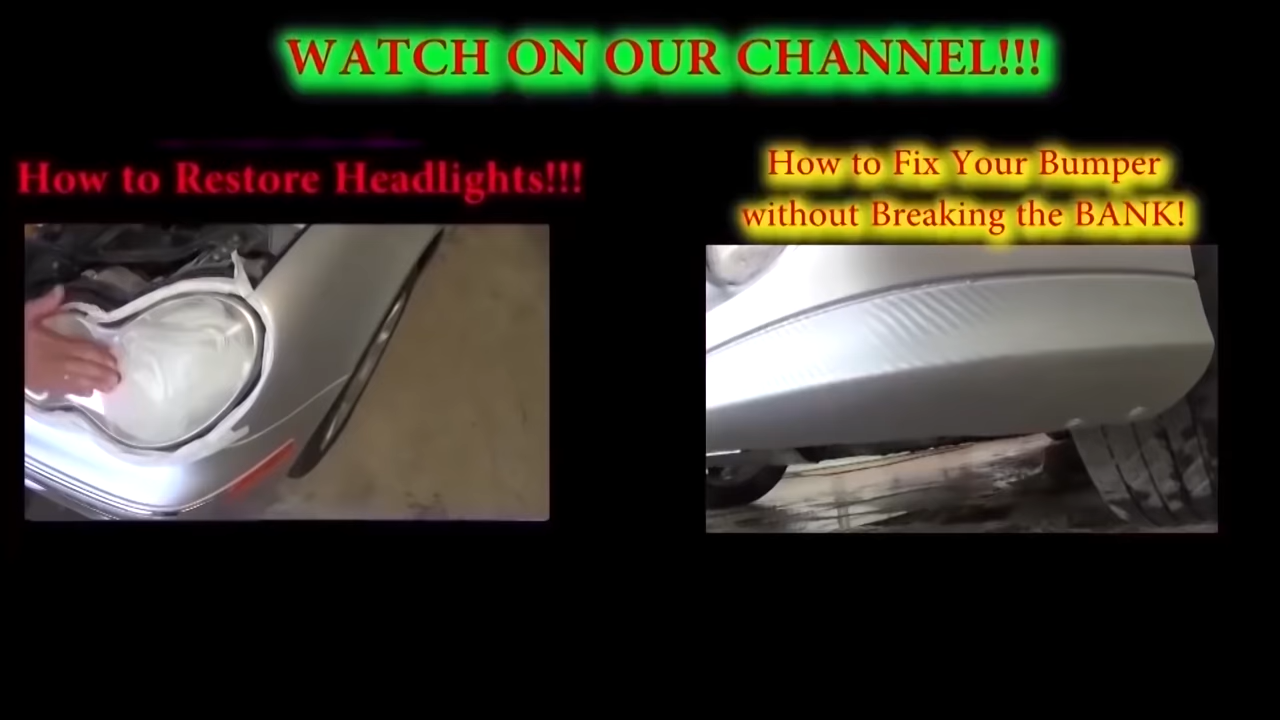 WATCH ON OUR CHANNEL!!!
How to Restore Headlights!!!
How to Fix Your Bumper
without Breaking the BANK!